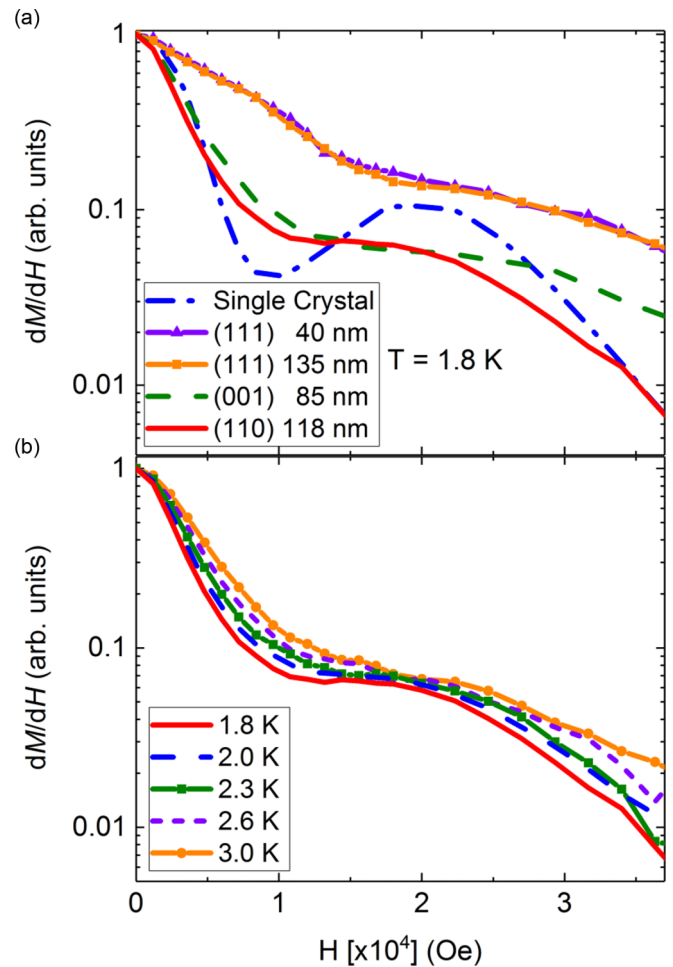 (a)
1
0.1
0.01
dM/dH (arb. units)
Single Crystal
(111) 40 nm
(111) 135 nm
(001) 85 nm
(110) 118 nm
T = 1.8 K
(b)
1
0.1
0.01
dM/dH (arb. units)
1.8 K
2.0 K
2.3 K
2.6 K
3.0 K
0 1 2 3
H [x10⁴] (Oe)